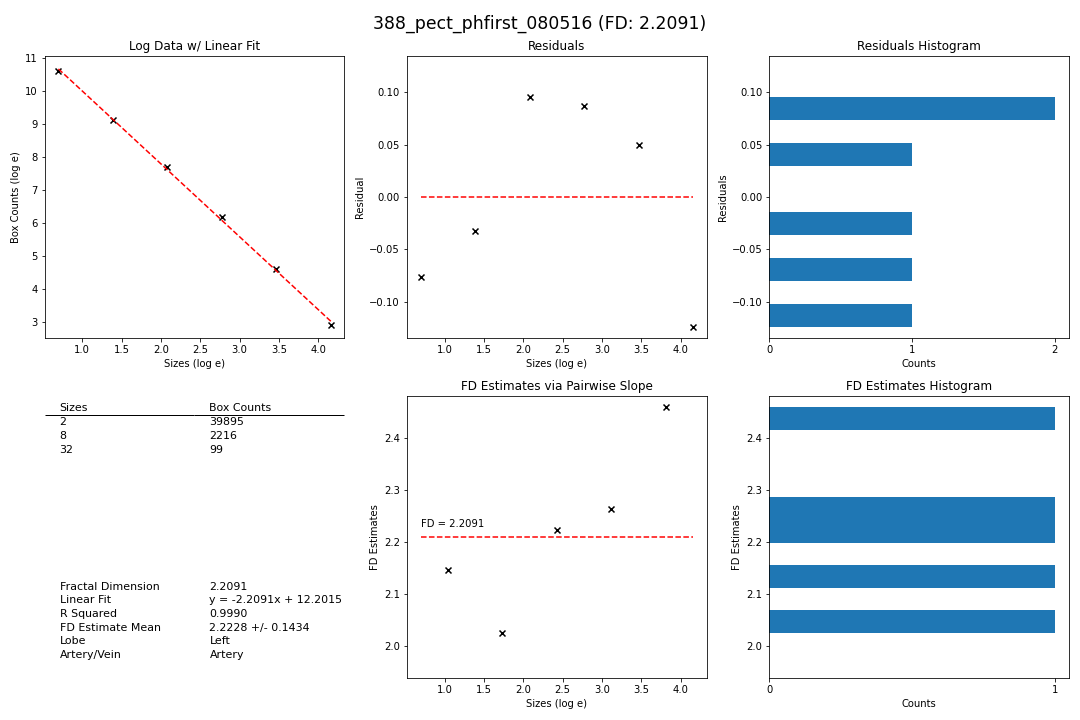 388_pect_phfirst_080516 (FD: 2.2091)
Log Data w/ Linear Fit
Box Counts (log e)
11
10
9
8
7
6
5
4
3
1.0 1.5 2.0 2.5 3.0 3.5 4.0
Sizes (log e)
Residuals
Residual
0.10
0.05
0.00
−0.05
−0.10
1.0 1.5 2.0 2.5 3.0 3.5 4.0
Sizes (log e)
Residuals Histogram
Residuals
0.10
0.05
0.00
−0.05
−0.10
0 1 2
Counts
Sizes Box Counts
2 39895
8 2216
32 99
Fractal Dimension 2.2091
Linear Fit y = -2.2091x + 12.2015
R Squared 0.9990
FD Estimate Mean 2.2228 +/- 0.1434
Lobe Left
Artery/Vein Artery
FD Estimates via Pairwise Slope
FD Estimates
2.4
2.3
2.2
2.1
2.0
FD = 2.2091
1.0 1.5 2.0 2.5 3.0 3.5 4.0
Sizes (log e)
FD Estimates Histogram
FD Estimates
2.4
2.3
2.2
2.1
2.0
0 1
Counts